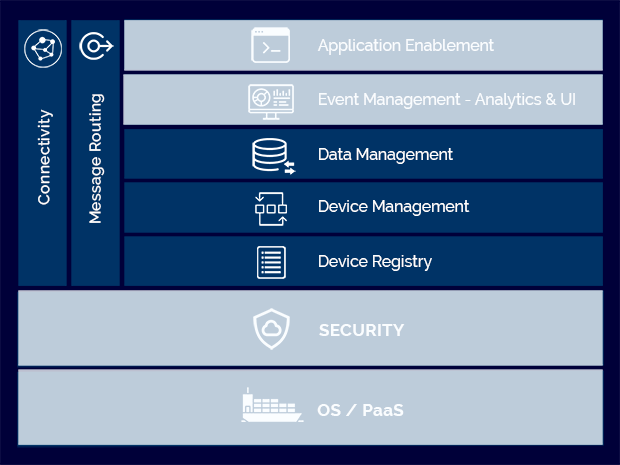 Connectivity
Message Routing
Application Enablement
Event Management - Analytics & UI
Data Management
Device Management
Device Registry
SECURITY
OS / PaaS